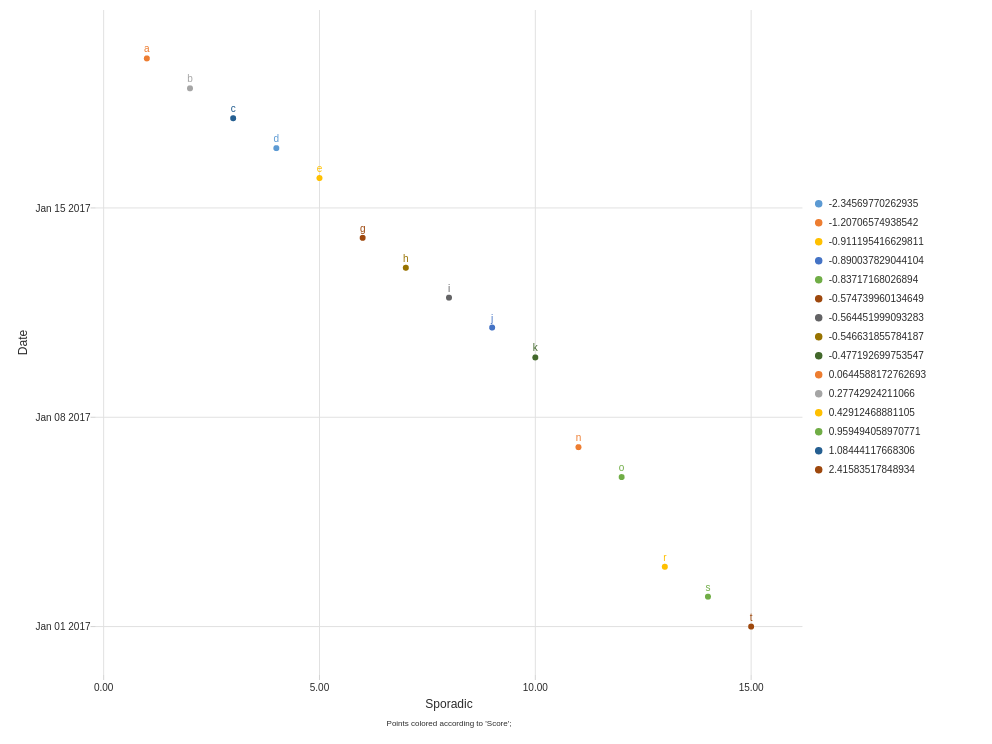 a
b
c
d
e
Jan 15 2017
g
h
i
j
k
Jan 08 2017
n
o
r
s
t
Jan 01 2017
Date
0.00 5.00 10.00 15.00
Sporadic
Points colored according to 'Score';
-2.34569770262935
-1.20706574938542
-0.911195416629811
-0.890037829044104
-0.83717168026894
-0.574739960134649
-0.564451999093283
-0.546631855784187
-0.477192699753547
0.0644588172762693
0.27742924211066
0.42912468881105
0.959494058970771
1.08444117668306
2.41583517848934